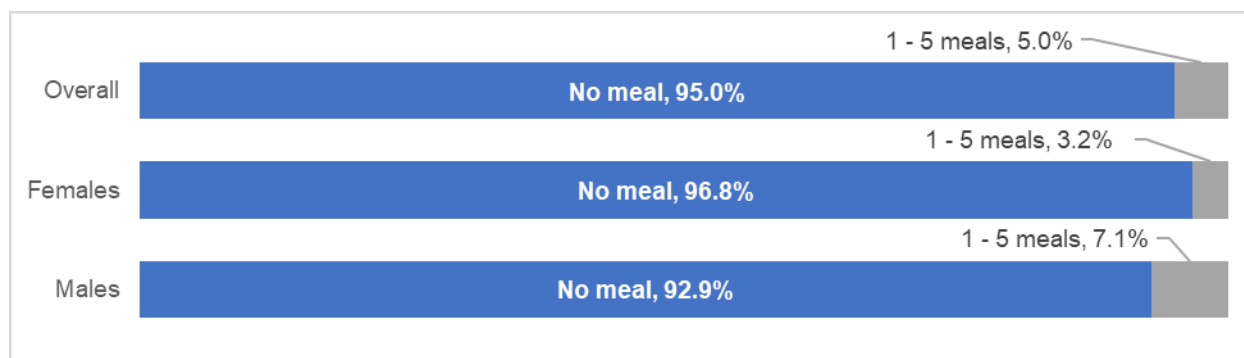 1 - 5 meals, 5.0%
Overall
No meal, 95.0%
1 - 5 meals, 3.2%
Females
No meal, 96.8%
1 - 5 meals, 7.1%
Males
No meal, 92.9%